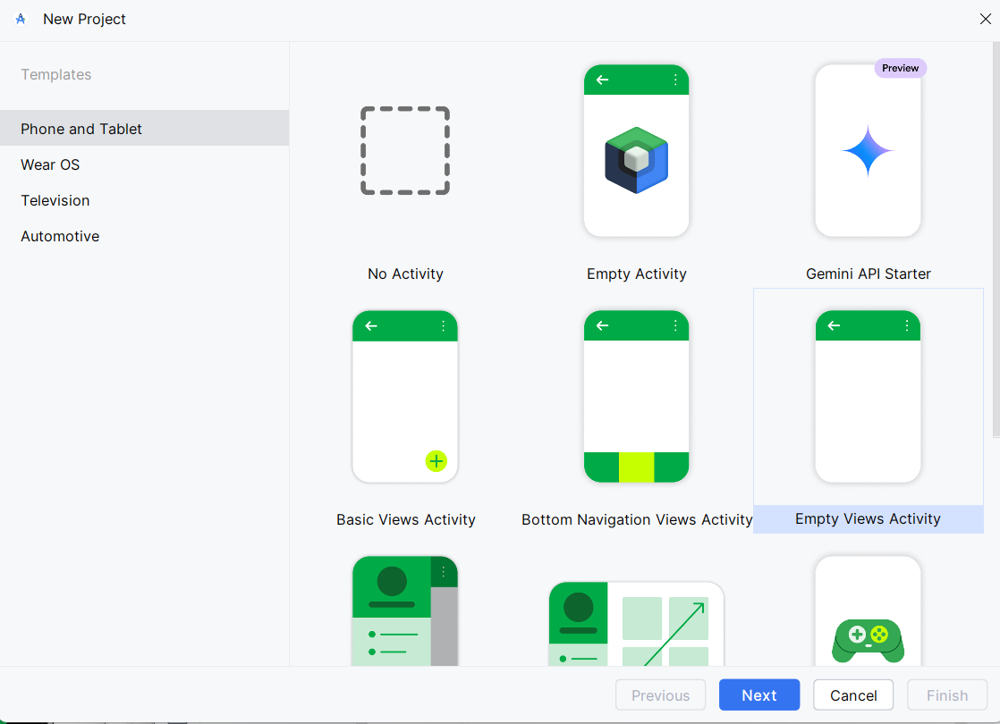 New Project
Templates
Phone and Tablet
Wear OS
Television
Automotive
Preview
No Activity
Empty Activity
Gemini API Starter
Basic Views Activity
Bottom Navigation Views Activity
Empty Views Activity
Previous
Next
Cancel
Finish